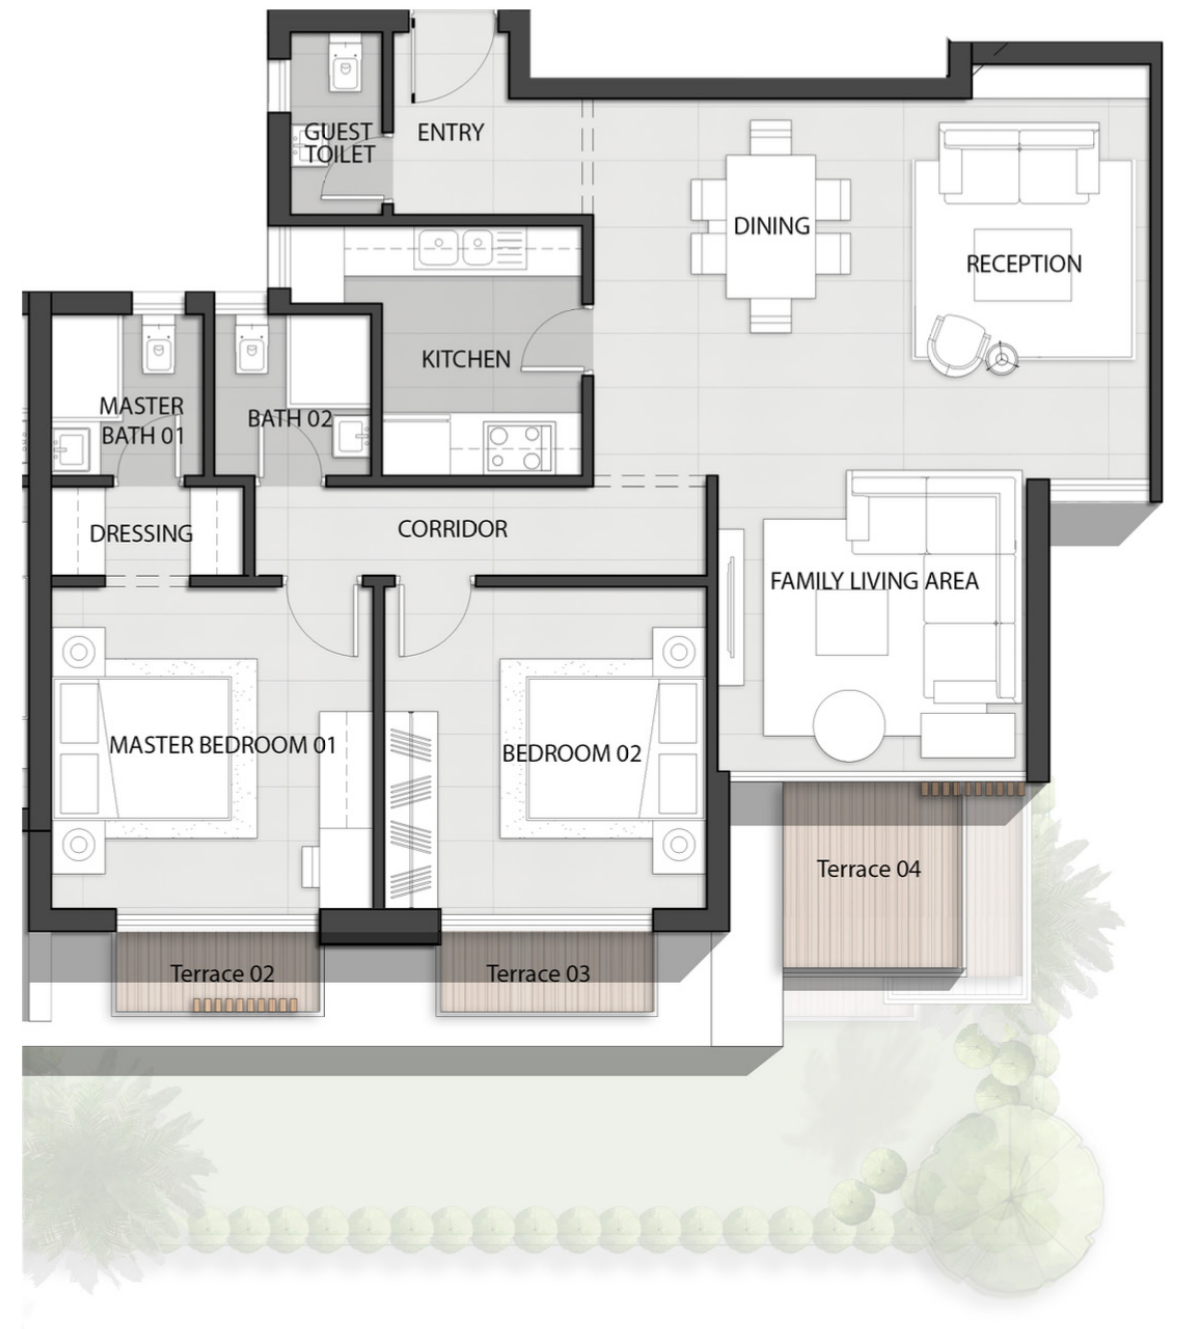 GUEST
TOILET
ENTRY
DINING
RECEPTION
KITCHEN
MASTER
BATH 01
BATH 02
DRESSING
CORRIDOR
FAMILY LIVING AREA
MASTER BEDROOM 01
BEDROOM 02
Terrace 04
Terrace 02
Terrace 03